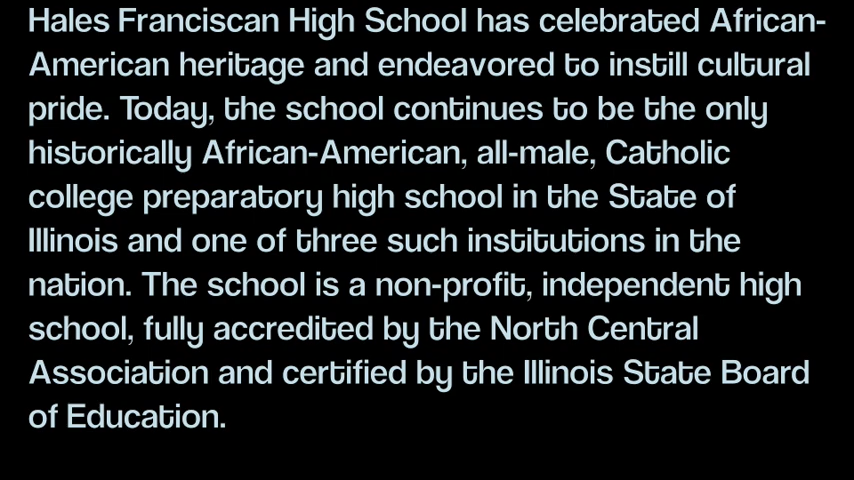 Hales Franciscan High School has celebrated African-
American heritage and endeavored to instill cultural
pride. Today, the school continues to be the only
historically African-American, all-male, Catholic
college preparatory high school in the State of
Illinois and one of three such institutions in the
nation. The school is a non-profit, independent high
school, fully accredited by the North Central
Association and certified by the Illinois State Board
of Education.